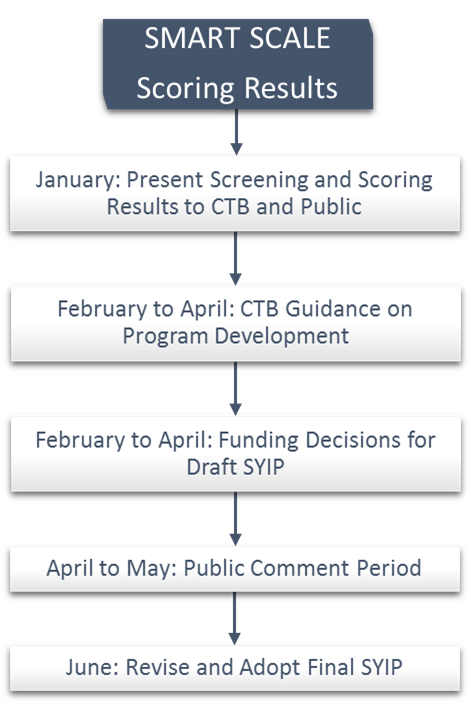 SMART SCALE
Scoring Results
January: Present Screening and Scoring
Results to CTB and Public
February to April: CTB Guidance on
Program Development
February to April: Funding Decisions for
Draft SYIP
April to May: Public Comment Period
June: Revise and Adopt Final SYIP